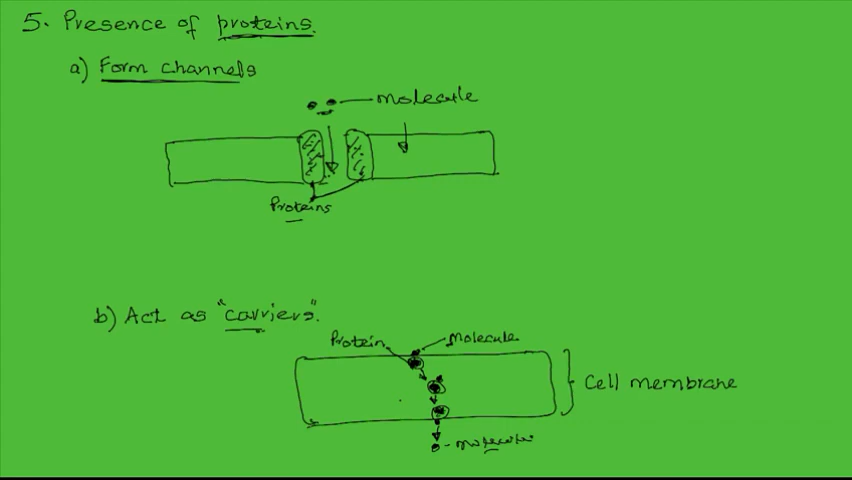 5. Presence of proteins.
a) Form channels
molecule
Proteins
b) Act as "carriers".
Protein
Molecule
Cell membrane
molecule